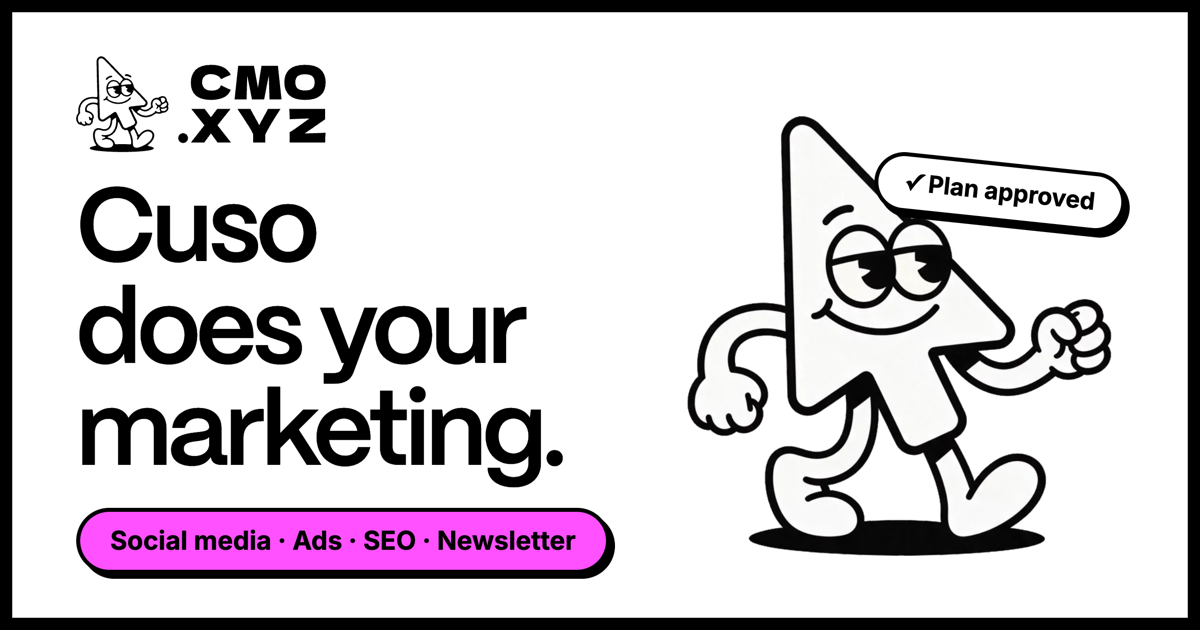 CMO
.XYZ
Cuso
does your
marketing.
Social media · Ads · SEO · Newsletter
✓Plan approved